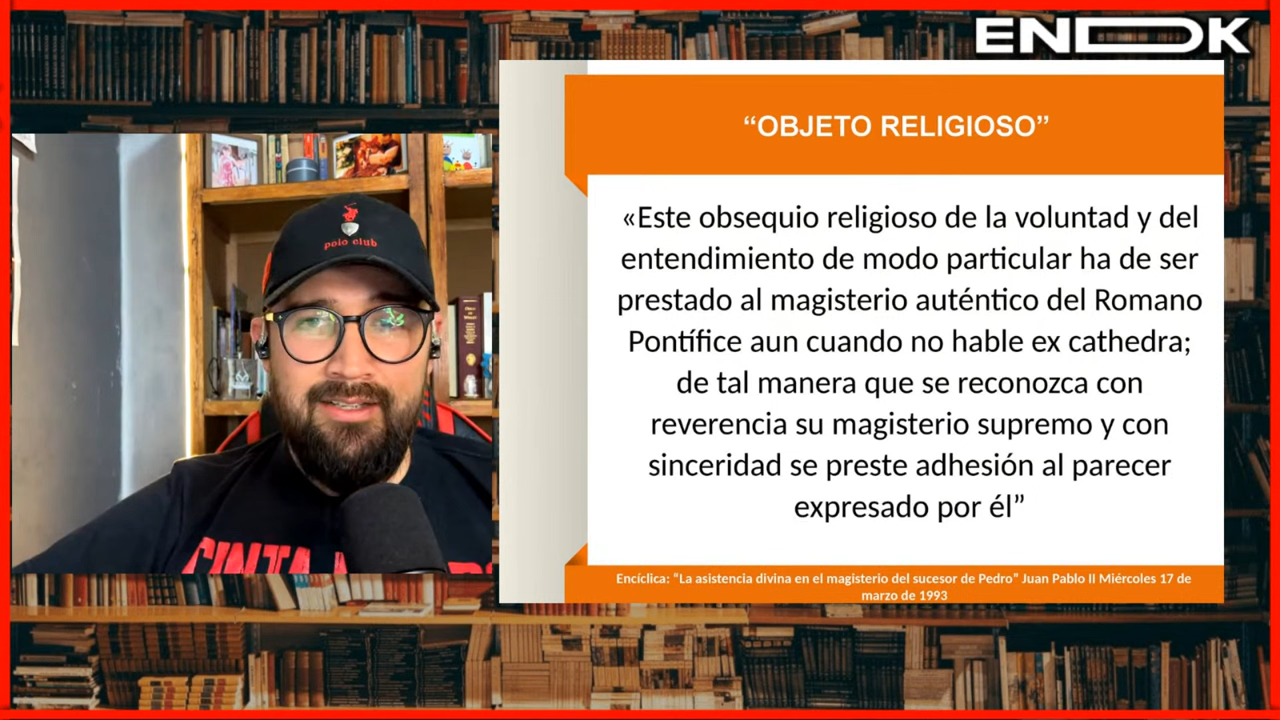 ENDK
“OBJETO RELIGIOSO”
«Este obsequio religioso de la voluntad y del
entendimiento de modo particular ha de ser
prestado al magisterio auténtico del Romano
Pontífice aun cuando no hable ex cathedra;
de tal manera que se reconozca con
reverencia su magisterio supremo y con
sinceridad se preste adhesión al parecer
expresado por él”
Encíclica: “La asistencia divina en el magisterio del sucesor de Pedro” Juan Pablo II Miércoles 17 de
marzo de 1993
polo club